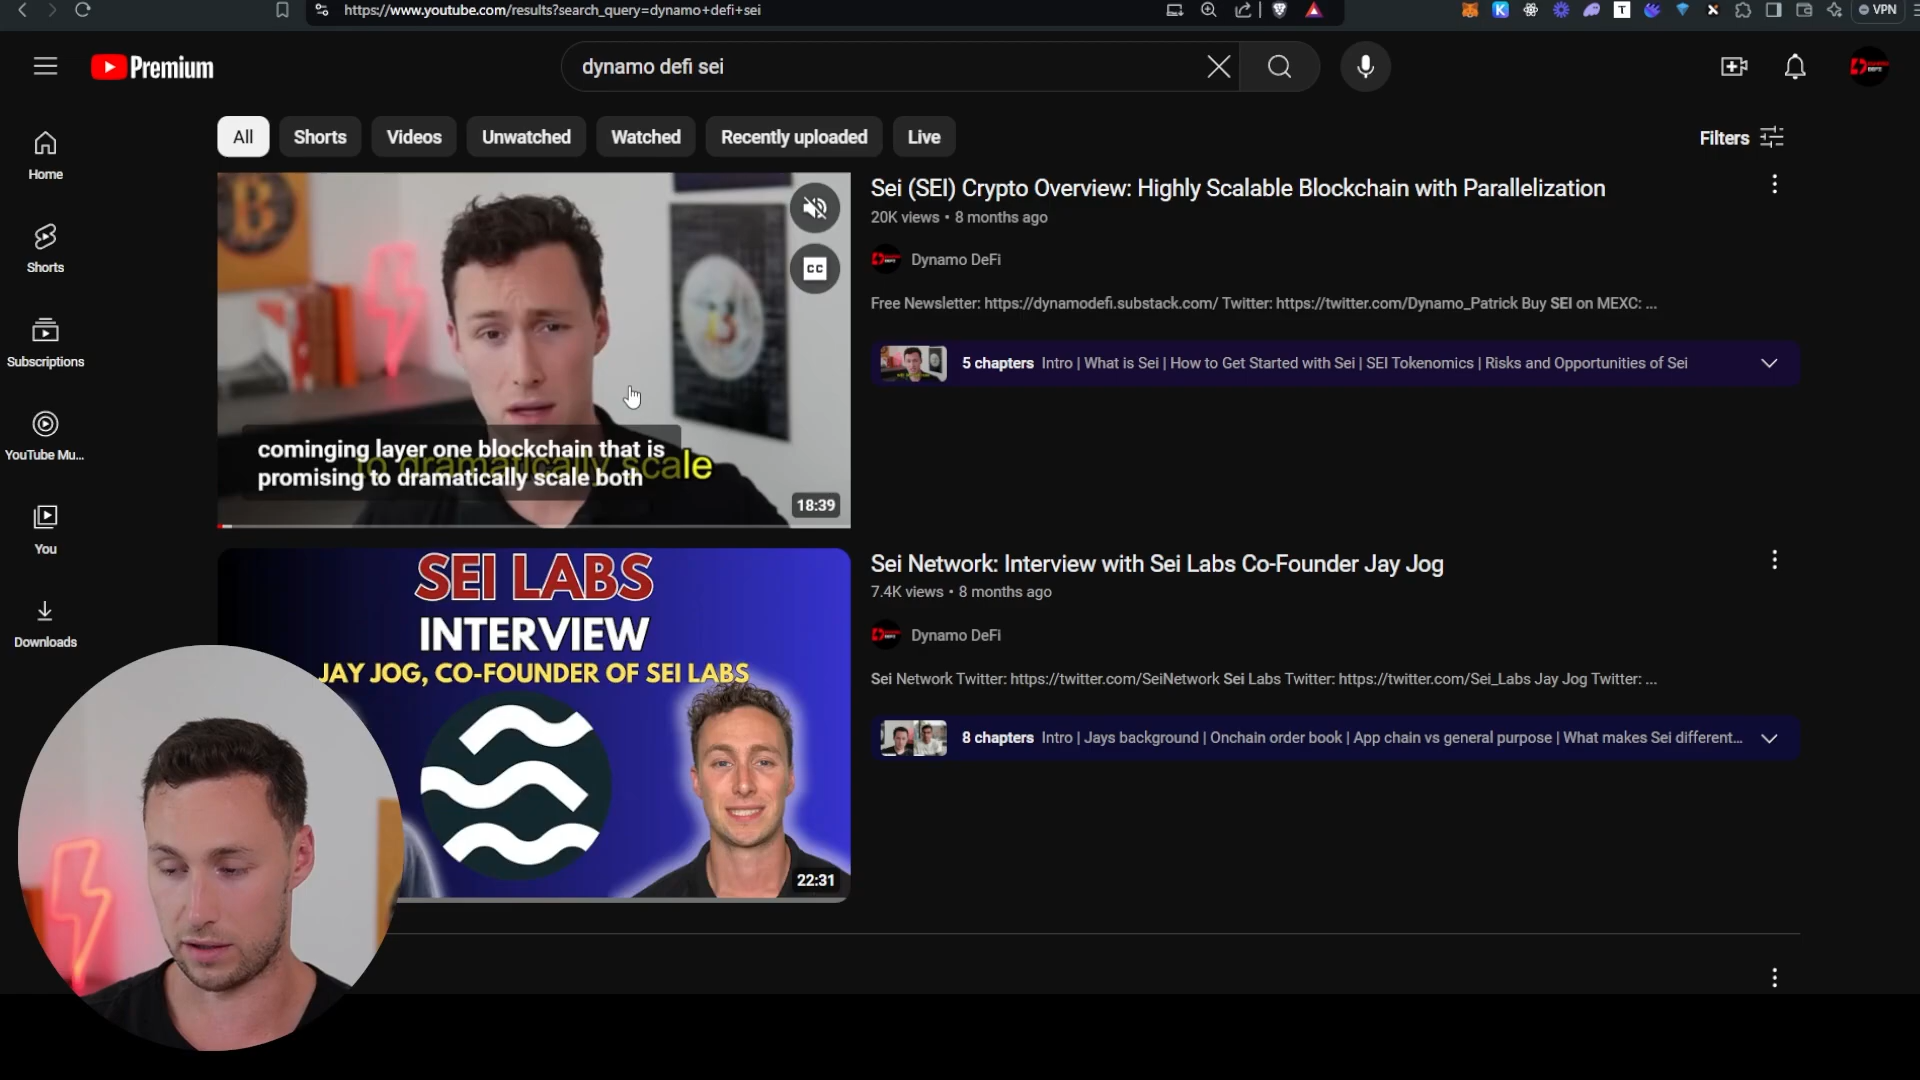 https://www.youtube.com/results?search_query=dynamo+defi+sei
VPN
Premium
dynamo defi sei
All
Shorts
Videos
Unwatched
Watched
Recently uploaded
Live
Filters
Home
Shorts
Subscriptions
YouTube Mu...
You
Downloads
CC
cominging layer one blockchain that is
promising to dramatically scale both
to dramatically scale
18:39
Sei (SEI) Crypto Overview: Highly Scalable Blockchain with Parallelization
20K views • 8 months ago
Dynamo DeFi
Free Newsletter: https://dynamodefi.substack.com/ Twitter: https://twitter.com/Dynamo_Patrick Buy SEI on MEXC: ...
5 chapters Intro | What is Sei | How to Get Started with Sei | SEI Tokenomics | Risks and Opportunities of Sei
SEI LABS
INTERVIEW
JAY JOG, CO-FOUNDER OF SEI LABS
22:31
Sei Network: Interview with Sei Labs Co-Founder Jay Jog
7.4K views • 8 months ago
Dynamo DeFi
Sei Network Twitter: https://twitter.com/SeiNetwork Sei Labs Twitter: https://twitter.com/Sei_Labs Jay Jog Twitter: ...
8 chapters Intro | Jays background | Onchain order book | App chain vs general purpose | What makes Sei different...